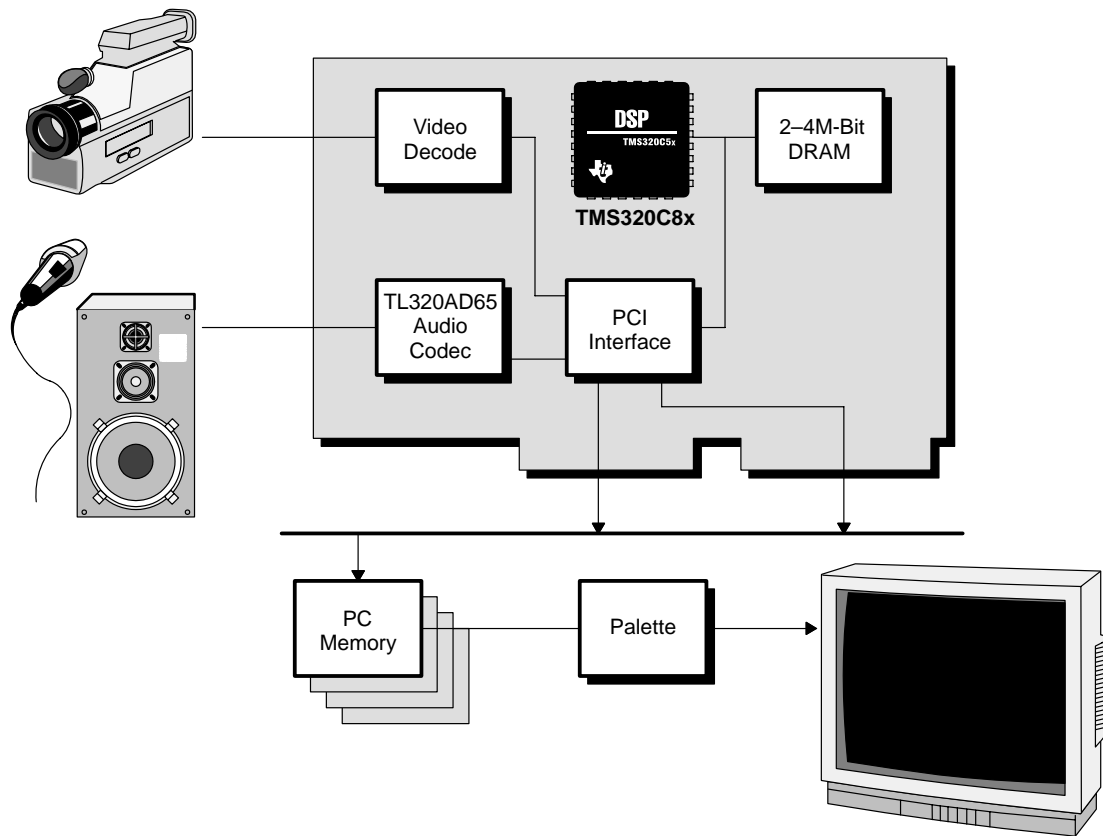 Video
Decode
DSP
TMS320C5x
TMS320C8x
2–4M-Bit
DRAM
TL320AD65
Audio
Codec
PCI
Interface
PC
Memory
Palette